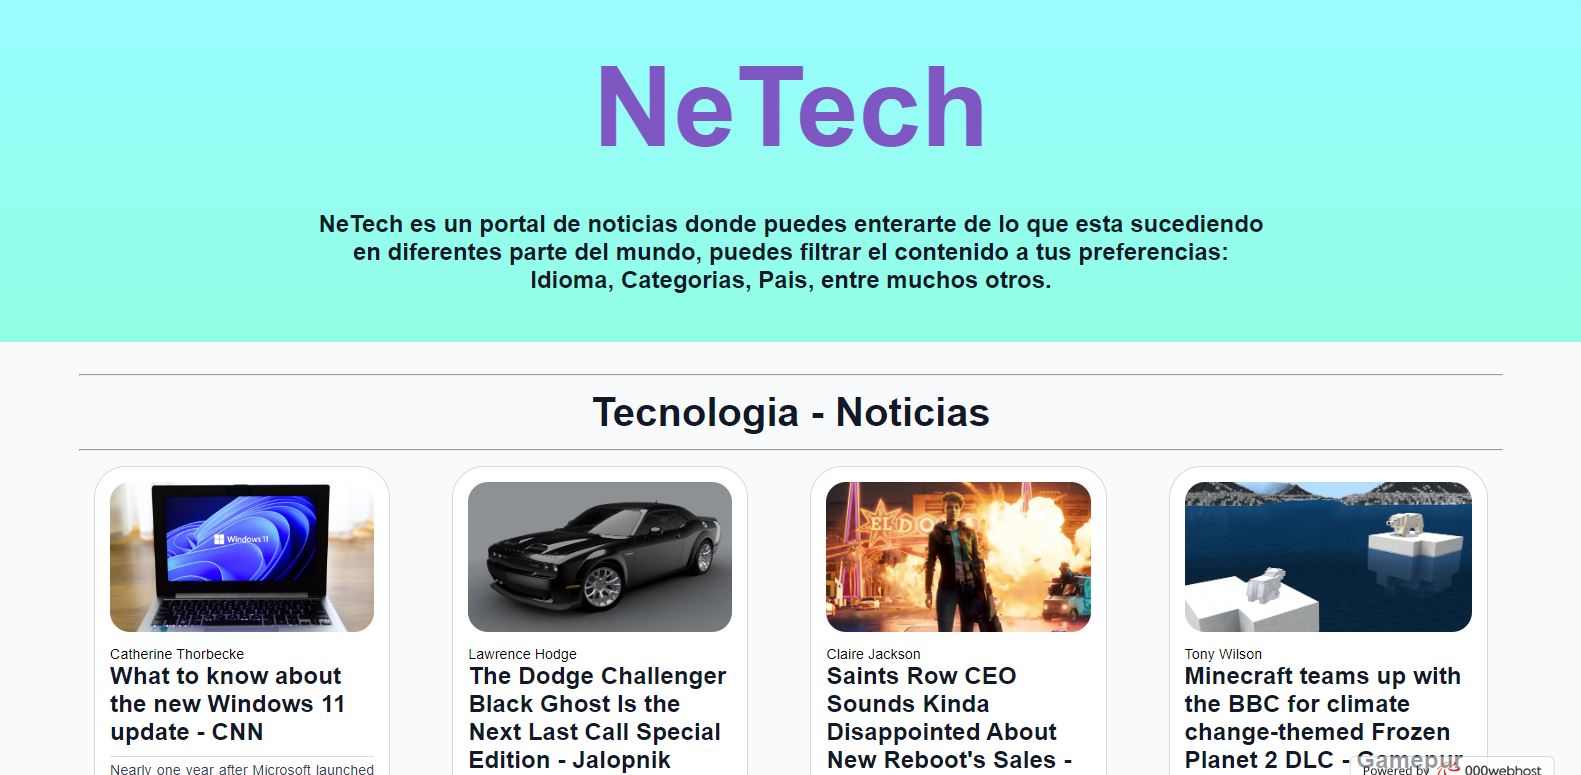 NeTech
NeTech es un portal de noticias donde puedes enterarte de lo que esta sucediendo
en diferentes parte del mundo, puedes filtrar el contenido a tus preferencias:
Idioma, Categorias, Pais, entre muchos otros.
Tecnologia - Noticias
Windows 11
EL DO
Catherine Thorbecke
What to know about
the new Windows 11
update - CNN
Nearly one year after Microsoft launched
Lawrence Hodge
The Dodge Challenger
Black Ghost Is the
Next Last Call Special
Edition - Jalopnik
Claire Jackson
Saints Row CEO
Sounds Kinda
Disappointed About
New Reboot's Sales -
Tony Wilson
Minecraft teams up with
the BBC for climate
change-themed Frozen
Planet 2 DLC - Gamepur
Powered by 000webhost